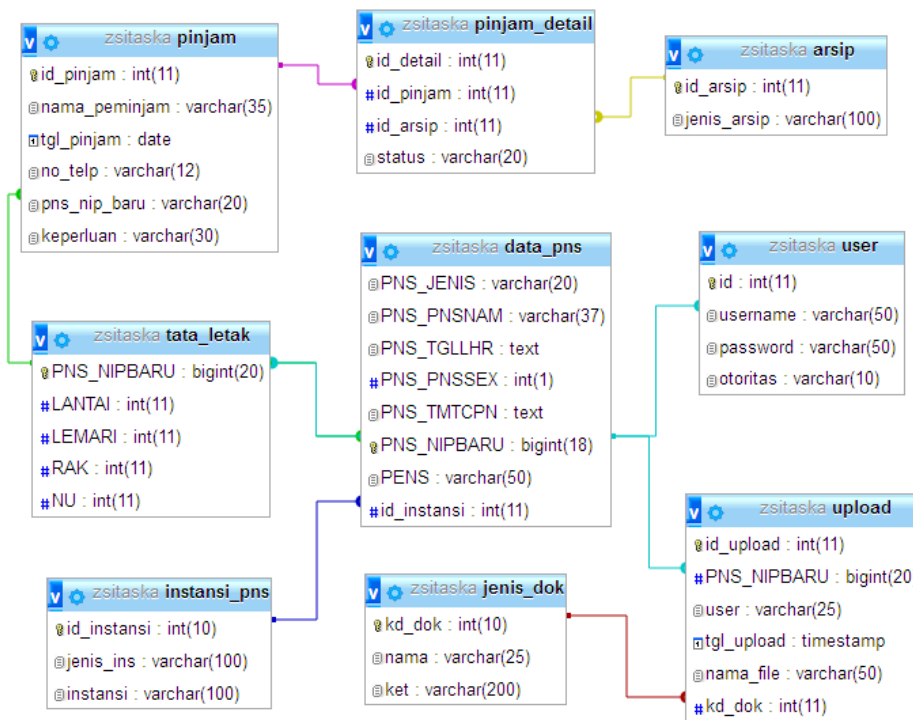 zsitaska pinjam
id_pinjam : int(11)
nama_peminjam : varchar(35)
tgl_pinjam : date
no_telp : varchar(12)
pns_nip_baru : varchar(20)
keperluan : varchar(30)
zsitaska pinjam_detail
id_detail : int(11)
#id_pinjam : int(11)
#id_arsip : int(11)
status : varchar(20)
zsitaska arsip
id_arsip : int(11)
jenis_arsip : varchar(100)
zsitaska tata_letak
PNS_NIPBARU : bigint(20)
#LANTAI : int(11)
#LEMARI : int(11)
#RAK : int(11)
#NU : int(11)
zsitaska data_pns
PNS_JENIS : varchar(20)
PNS_PNSNAM : varchar(37)
PNS_TGLLHR : text
#PNS_PNSSEX : int(1)
PNS_TMTCPN : text
PNS_NIPBARU : bigint(18)
PENS : varchar(50)
#id_instansi : int(11)
zsitaska user
id : int(11)
username : varchar(50)
password : varchar(50)
otoritas : varchar(10)
zsitaska instansi_pns
id_instansi : int(10)
jenis_ins : varchar(100)
instansi : varchar(100)
zsitaska jenis_dok
kd_dok : int(10)
nama : varchar(25)
ket : varchar(200)
zsitaska upload
id_upload : int(11)
#PNS_NIPBARU : bigint(20
user : varchar(25)
tgl_upload : timestamp
nama_file : varchar(50)
#kd_dok : int(11)